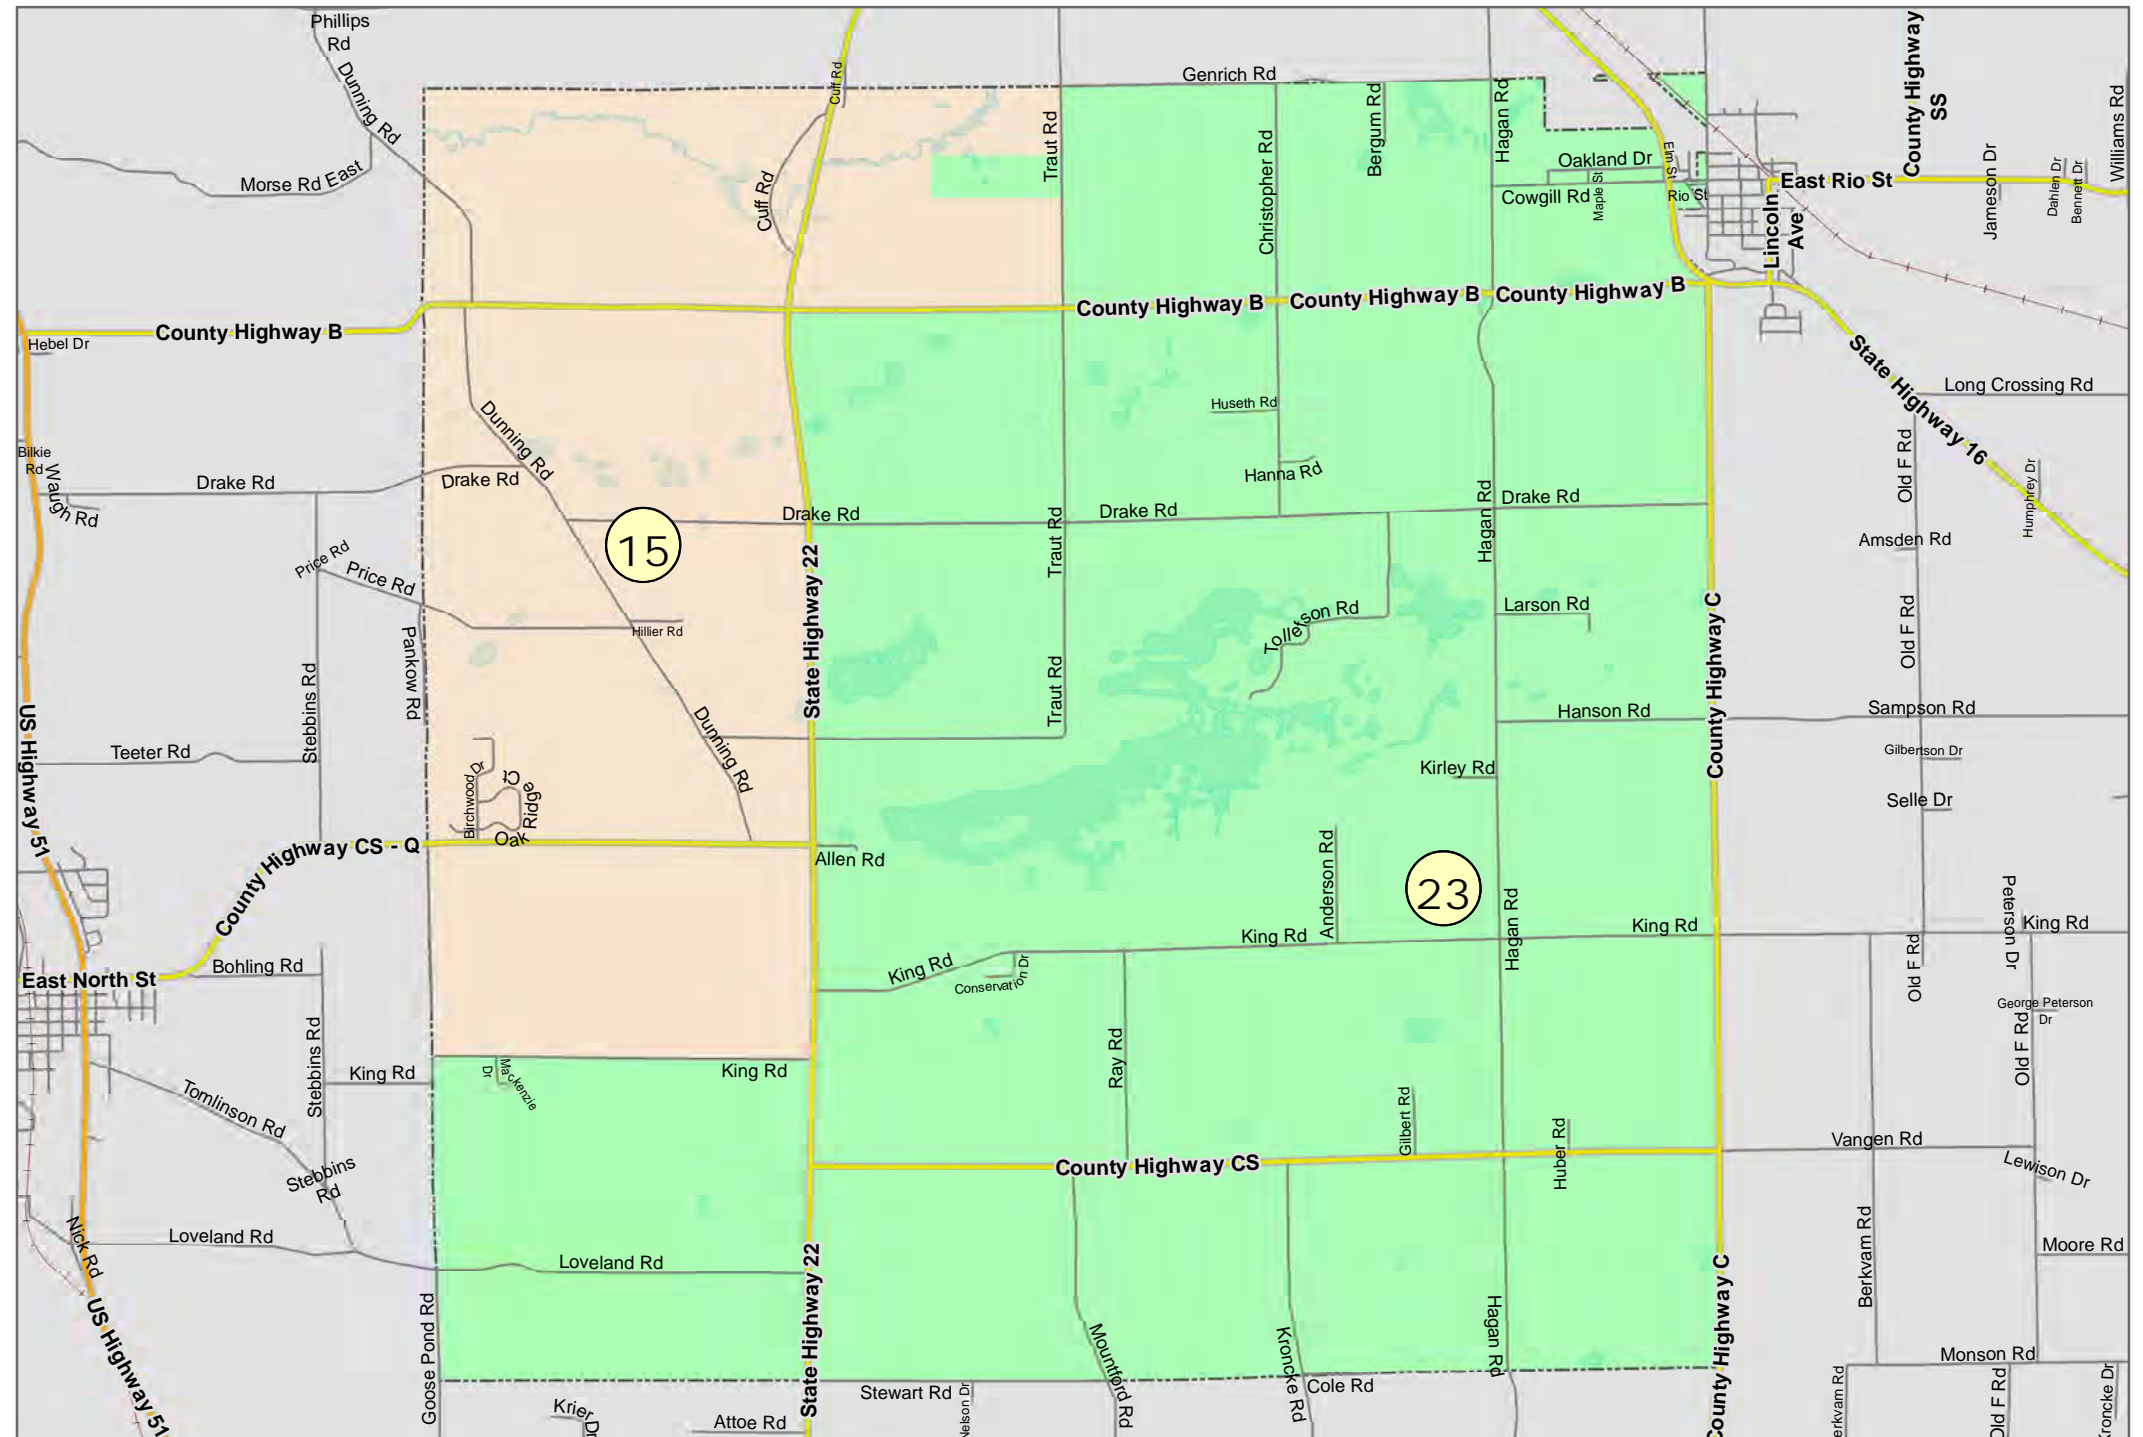 Phillips
Rd
Dunning Rd
Morse Rd East
Cuff Rd
Cuff Rd
Traut Rd
Genrich Rd
Christopher Rd
Bergum Rd
Hagan Rd
Oakland Dr
Cowgill Rd
Maple St
Elm St
Rio St
East Rio St
Lincoln
Ave
County Highway
SS
Jameson Dr
Dahlen Dr
Bennett Dr
Williams Rd
County Highway B
County Highway B
County Highway B
County Highway B
Hebel Dr
State Highway 16
Long Crossing Rd
Huseth Rd
Hanna Rd
Dunning Rd
Bilkie
Rd
Waugh Rd
Drake Rd
Drake Rd
Drake Rd
Drake Rd
Drake Rd
Traut Rd
Hagan Rd
Old F Rd
Humphrey Dr
Amsden Rd
15
Price Rd
Price Rd
Hillier Rd
Pankow Rd
State Highway 22
Tollefson Rd
Larson Rd
County Highway C
Old F Rd
Stebbins Rd
Traut Rd
Hanson Rd
Sampson Rd
US Highway 51
Teeter Rd
Dunning Rd
Gilbertson Dr
Kirley Rd
Birchwood Dr
Oak Ridge Ct
Selle Dr
County Highway CS - Q
Allen Rd
Anderson Rd
23
Hagan Rd
Peterson Dr
King Rd
King Rd
King Rd
King Rd
Conservation Dr
Old F Rd
East North St
Bohling Rd
George Peterson
Dr
Stebbins Rd
Ray Rd
Old F Rd
King Rd
King Rd
Mackenzie
Dr
Tomlinson Rd
Gilbert Rd
Huber Rd
Vangen Rd
Lewison Dr
County Highway CS
Stebbins
Rd
Nick Rd
Loveland Rd
Loveland Rd
State Highway 22
Berkvam Rd
Moore Rd
County Highway C
US Highway 51
Goose Pond Rd
Mountford Rd
Kroncke Rd
Hagan Rd
Monson Rd
Stewart Rd
Nelson Dr
Cole Rd
Krier Dr
Attoe Rd
erkvam Rd
Old F Rd
Kroncke Dr